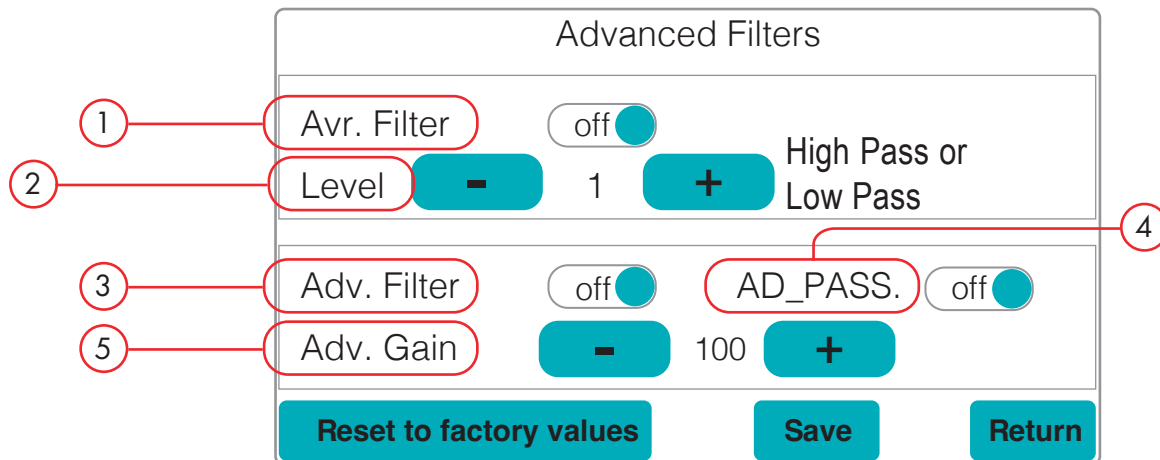 Advanced Filters
1 Avr. Filter off
2 Level - 1 + High Pass or
Low Pass
4
3 Adv. Filter off AD_PASS. off
5 Adv. Gain - 100 +
Reset to factory values Save Return